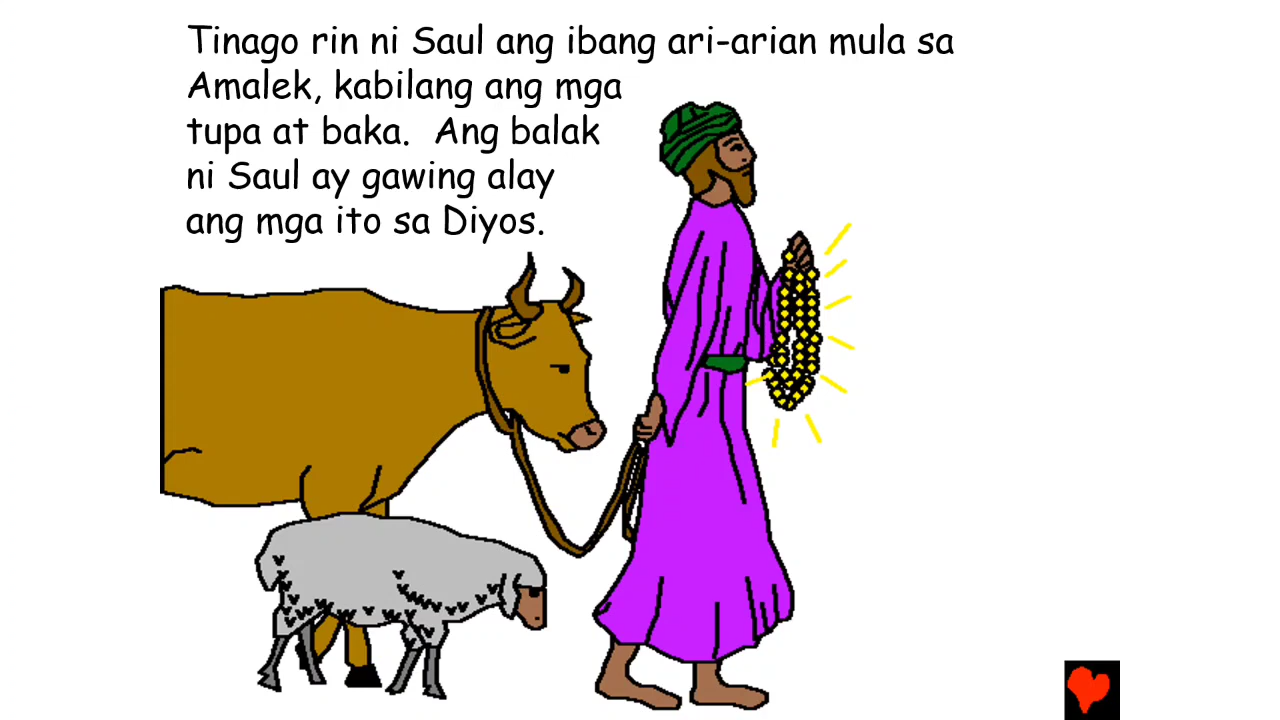 Tinago rin ni Saul ang ibang ari-arian mula sa
Amalek, kabilang ang mga
tupa at baka.  Ang balak
ni Saul ay gawing alay
ang mga ito sa Diyos.